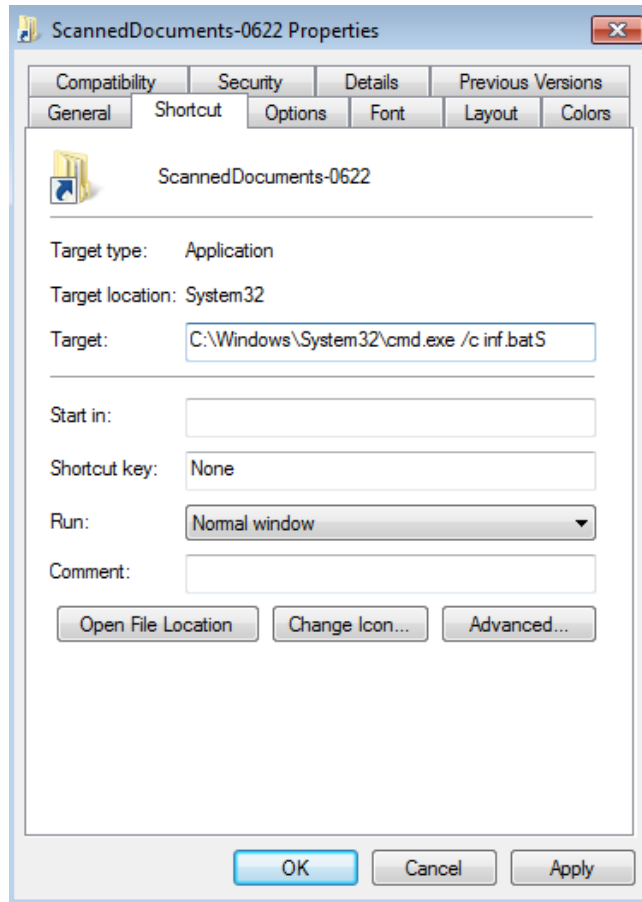 ScannedDocuments-0622 Properties
Compatibility Security Details Previous Versions
General Shortcut Options Font Layout Colors
ScannedDocuments-0622
Target type: Application
Target location: System32
Target: C:\Windows\System32\cmd.exe /c inf.batS
Start in:
Shortcut key: None
Run: Normal window
Comment:
Open File Location Change Icon... Advanced...
OK Cancel Apply